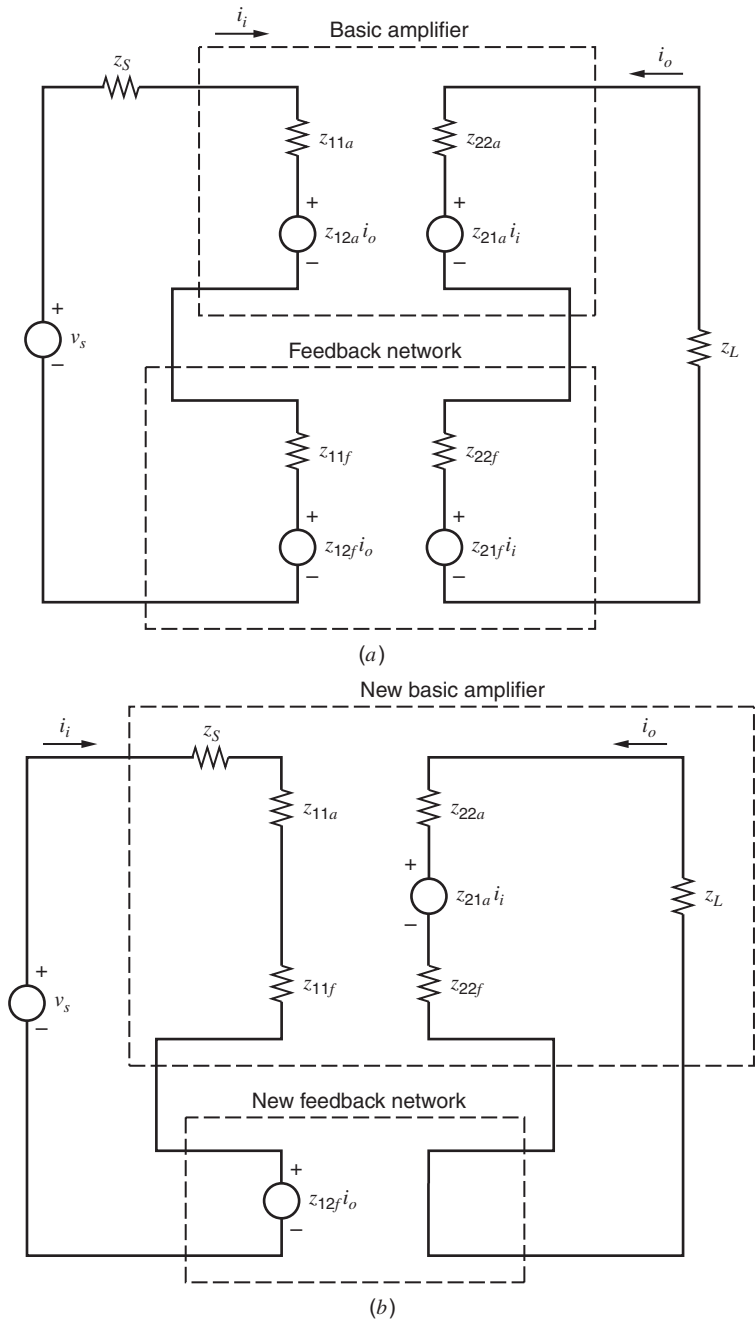 i_i
Basic amplifier
z_S
i_o
z_11a
z_22a
+
+
z_12a i_o
z_21a i_i
−
−
+
v_s
−
z_L
Feedback network
z_11f
z_22f
+
+
z_12f i_o
z_21f i_i
−
−
(a)
New basic amplifier
i_i
z_S
i_o
z_11a
z_22a
+
z_21a i_i
−
z_L
+
v_s
−
z_11f
z_22f
New feedback network
+
z_12f i_o
−
(b)